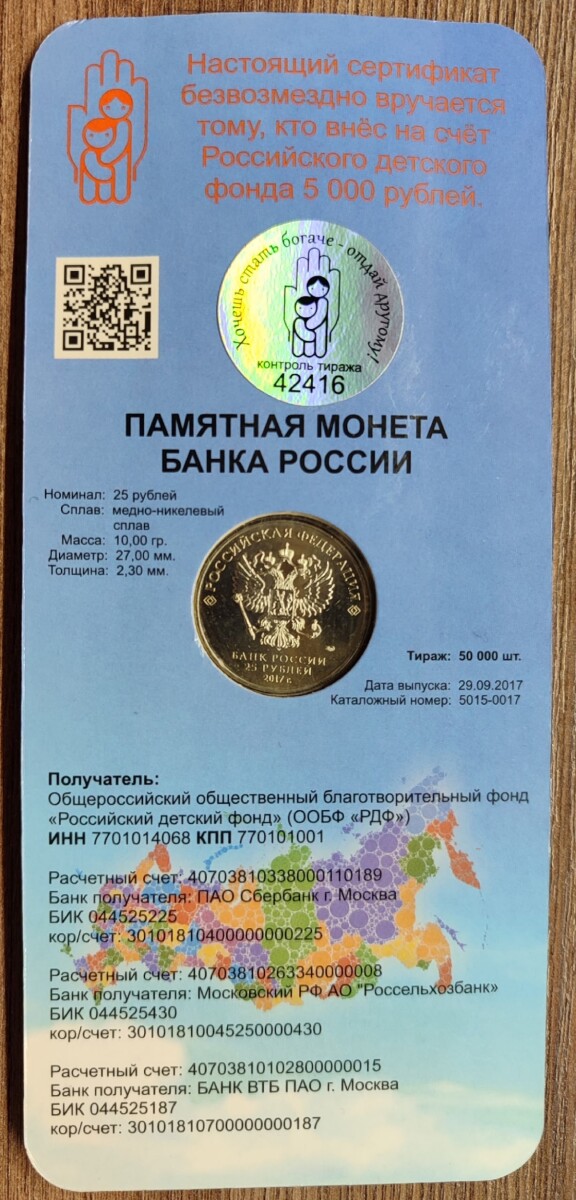 Настоящий сертификат
безвозмездно вручается
тому, кто внёс на счёт
Российского детского
фонда 5 000 рублей.
Хочешь стать богаче - отдай другому!
контроль тиража
42416
ПАМЯТНАЯ МОНЕТА
БАНКА РОССИИ
Номинал: 25 рублей
Сплав: медно-никелевый
сплав
Масса: 10,00 гр.
Диаметр: 27,00 мм.
Толщина: 2,30 мм.
РОССИЙСКАЯ ФЕДЕРАЦИЯ
БАНК РОССИИ
25 РУБЛЕЙ
2017 г.
Тираж: 50 000 шт.
Дата выпуска: 29.09.2017
Каталожный номер: 5015-0017
Получатель:
Общероссийский общественный благотворительный фонд
«Российский детский фонд» (ООБФ «РДФ»)
ИНН 7701014068 КПП 770101001
Расчетный счет: 40703810338000110189
Банк получателя: ПАО Сбербанк г. Москва
БИК 044525225
кор/счет: 30101810400000000225
Расчетный счет: 40703810263340000008
Банк получателя: Московский РФ АО "Россельхозбанк»
БИК 044525430
кор/счет: 30101810045250000430
Расчетный счет: 40703810102800000015
Банк получателя: БАНК ВТБ ПАО г. Москва
БИК 044525187
кор/счет: 30101810700000000187